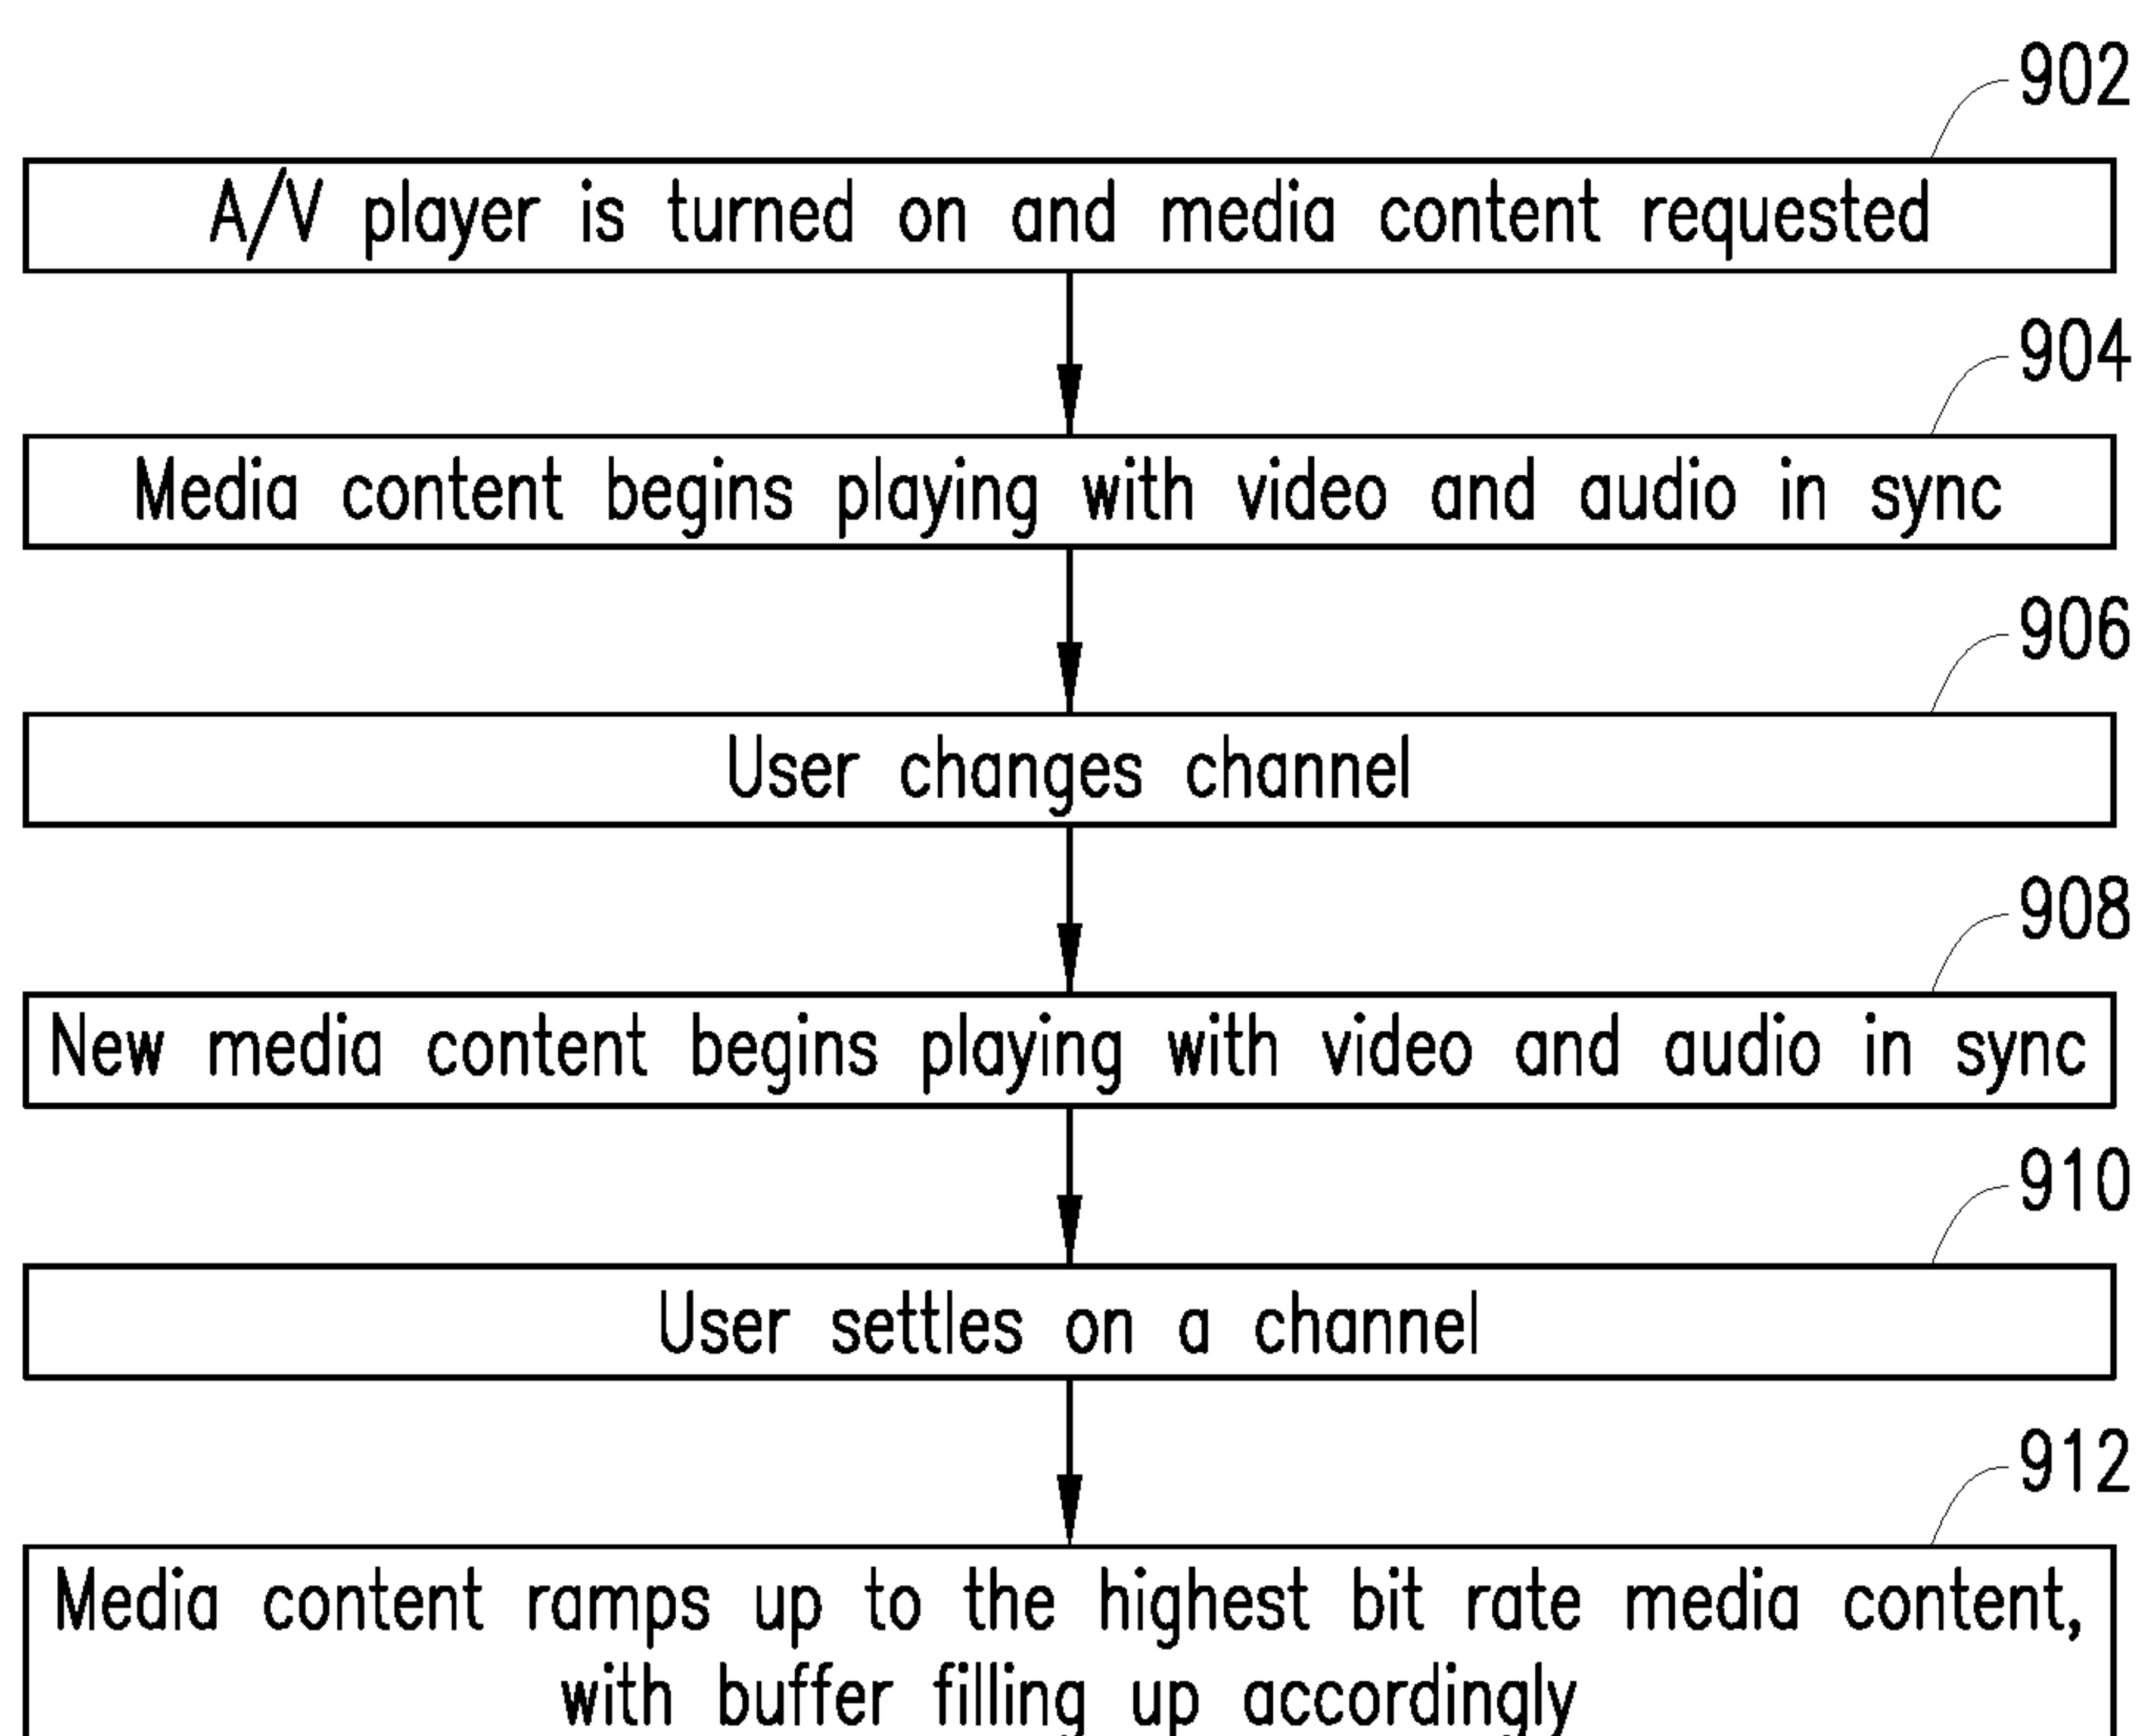 902
A/V player is turned on and media content requested
904
Media content begins playing with video and audio in sync
906
User changes channel
908
New media content begins playing with video and audio in sync
910
User settles on a channel
912
Media content ramps up to the highest bit rate media content,
with buffer filling up accordingly